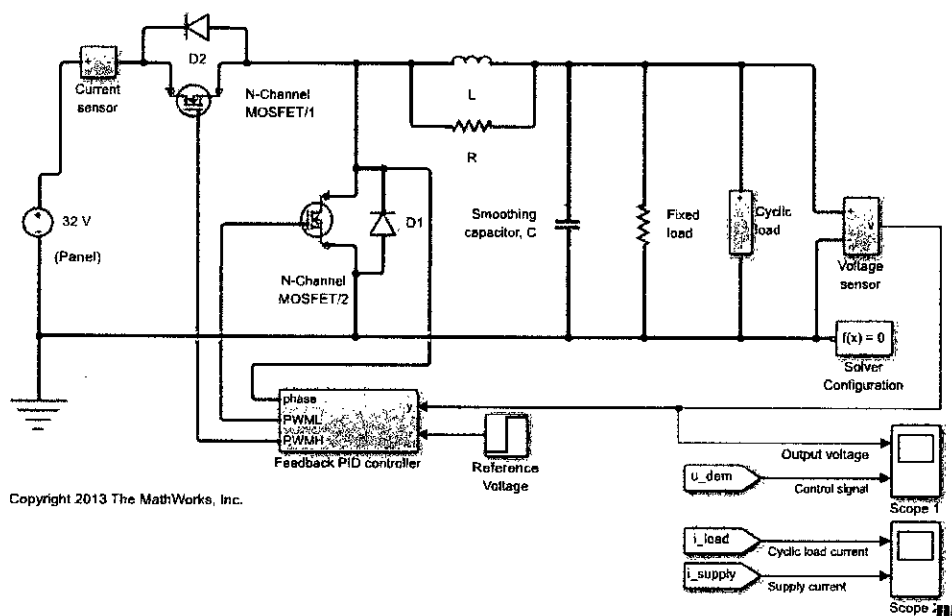 D2
Current
sensor
N-Channel
MOSFET/1
L
R
32 V
(Panel)
D1
N-Channel
MOSFET/2
Smoothing
capacitor, C
Fixed
load
Cyclic
load
Voltage
sensor
f(x) = 0
Solver
Configuration
phase
PWML
PWMH
y
Feedback PID controller
Reference
Voltage
Output voltage
u_dem
Control signal
Scope 1
Copyright 2013 The MathWorks, Inc.
i_load
Cyclic load current
i_supply
Supply current
Scope 2